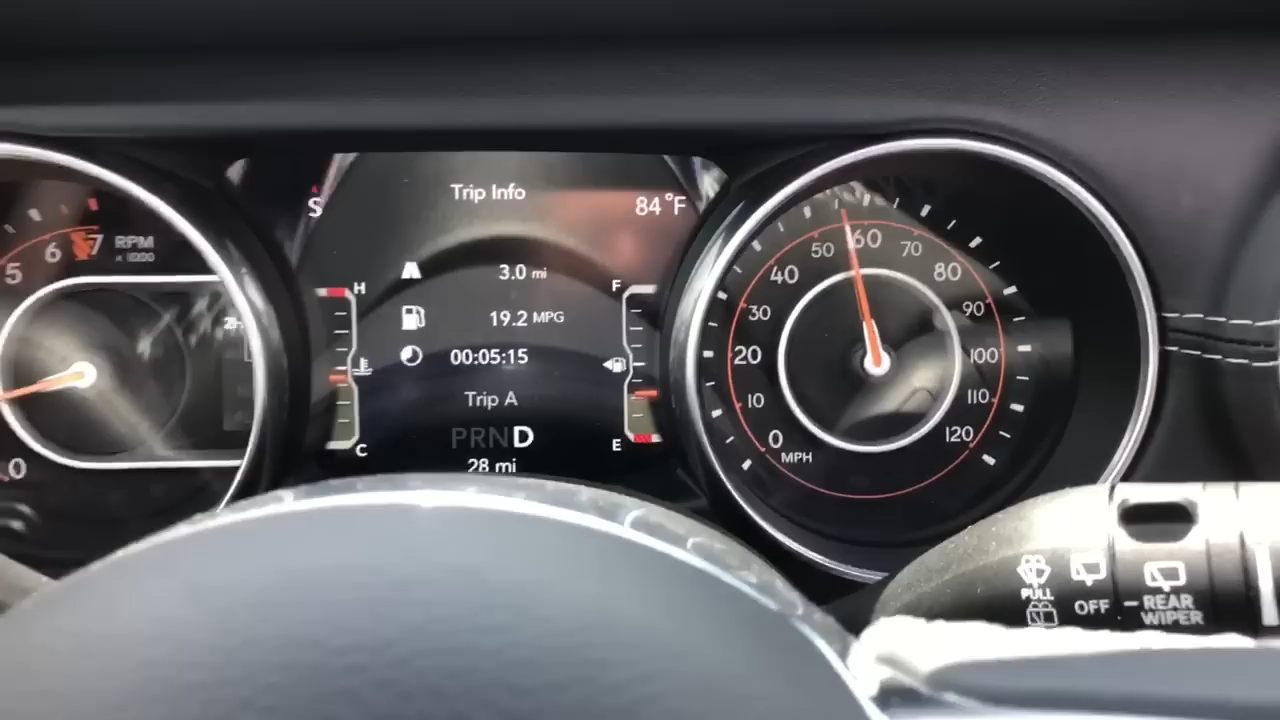 S
Trip Info
84°F
5
6
7
RPM
x 1000
0
H
C
3.0 mi
19.2 MPG
00:05:15
Trip A
PRND
28 mi
F
E
0
10
20
30
40
50
60
70
80
90
100
110
120
MPH
PULL
OFF
REAR
WIPER